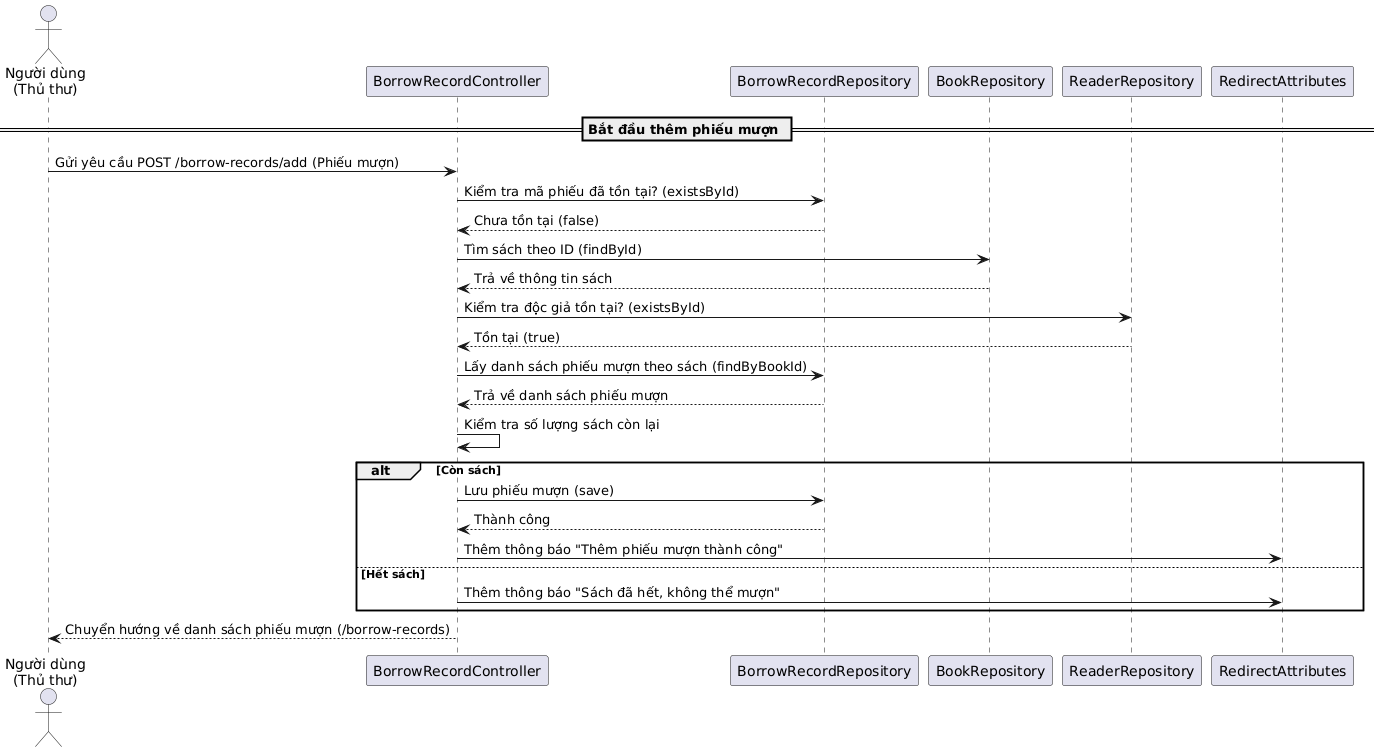 Người dùng
(Thủ thư)
BorrowRecordController
BorrowRecordRepository
BookRepository
ReaderRepository
RedirectAttributes
Bắt đầu thêm phiếu mượn
Gửi yêu cầu POST /borrow-records/add (Phiếu mượn)
Kiểm tra mã phiếu đã tồn tại? (existsById)
Chưa tồn tại (false)
Tìm sách theo ID (findById)
Trả về thông tin sách
Kiểm tra độc giả tồn tại? (existsById)
Tồn tại (true)
Lấy danh sách phiếu mượn theo sách (findByBookId)
Trả về danh sách phiếu mượn
Kiểm tra số lượng sách còn lại
alt
[Còn sách]
Lưu phiếu mượn (save)
Thành công
Thêm thông báo "Thêm phiếu mượn thành công"
[Hết sách]
Thêm thông báo "Sách đã hết, không thể mượn"
Chuyển hướng về danh sách phiếu mượn (/borrow-records)
Người dùng
(Thủ thư)
BorrowRecordController
BorrowRecordRepository
BookRepository
ReaderRepository
RedirectAttributes